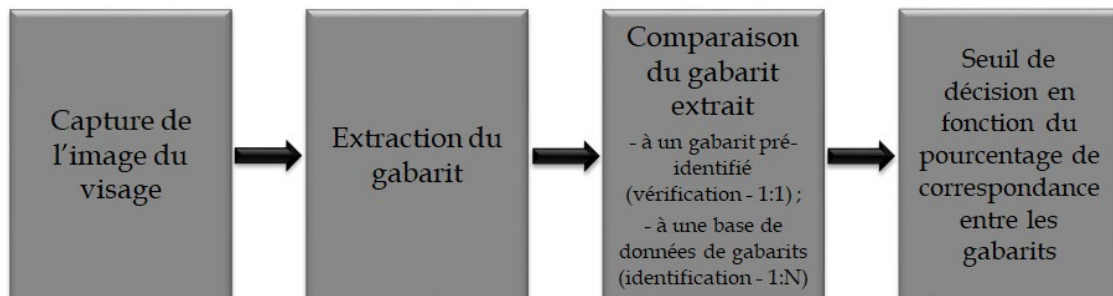 Capture de
l’image du
visage
Extraction du
gabarit
Comparaison
du gabarit
extrait
- à un gabarit pré-
identifié
(vérification - 1:1) ;
- à une base de
données de gabarits
(identification - 1:N)
Seuil de
décision en
fonction du
pourcentage de
correspondance
entre les
gabarits